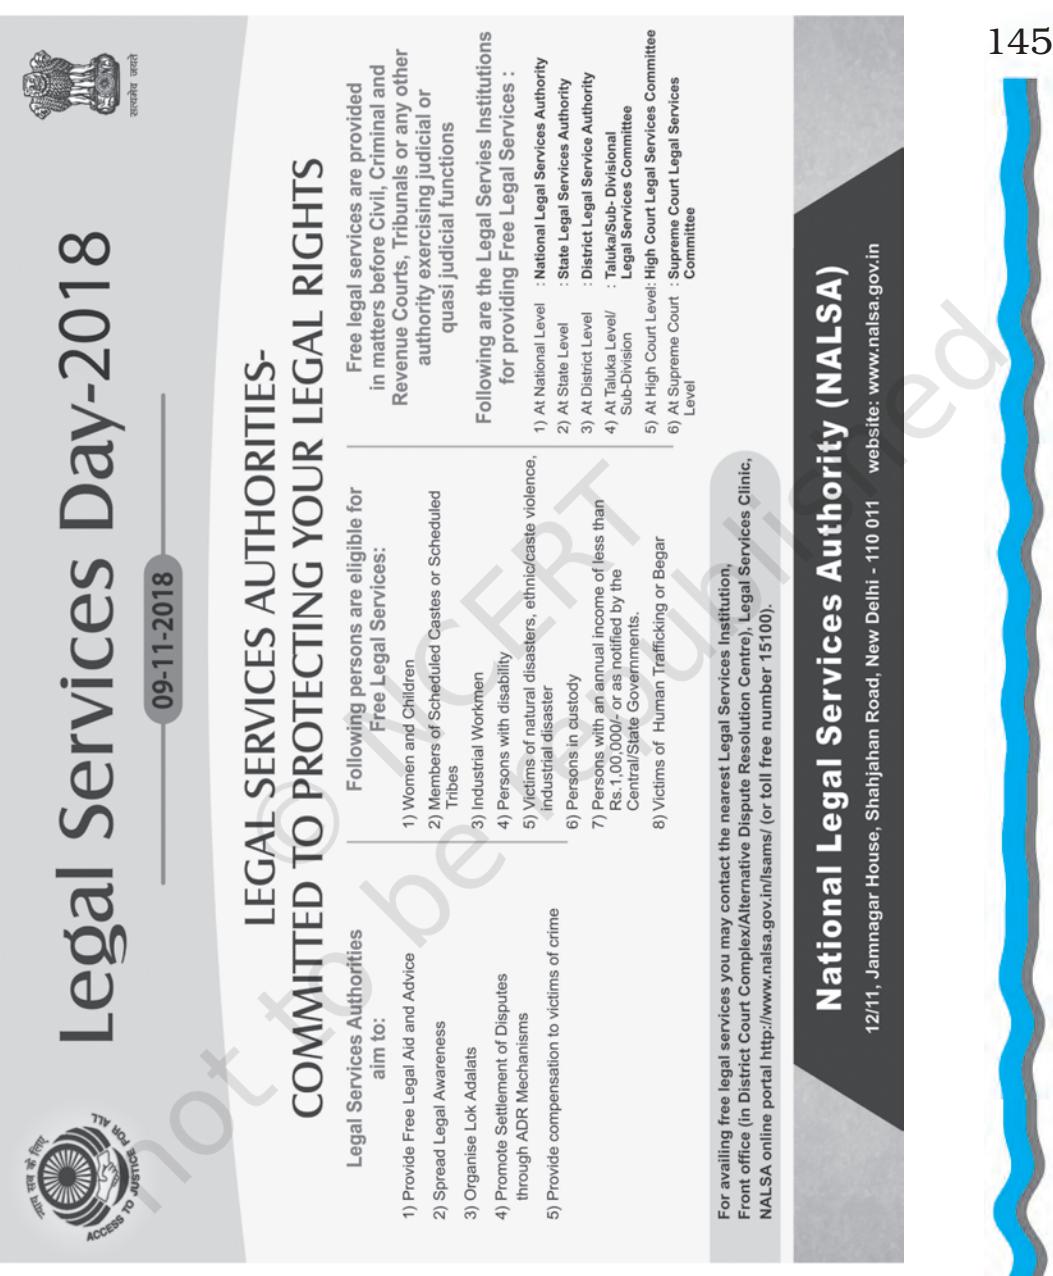 145
न्याय सब के लिए
ACCESS TO JUSTICE FOR ALL
Legal Services Day-2018
सत्यमेव जयते
09-11-2018
LEGAL SERVICES AUTHORITIES-
COMMITTED TO PROTECTING YOUR LEGAL RIGHTS
Legal Services Authorities
aim to:
1) Provide Free Legal Aid and Advice
2) Spread Legal Awareness
3) Organise Lok Adalats
4) Promote Settlement of Disputes
through ADR Mechanisms
5) Provide compensation to victims of crime
Following persons are eligible for
Free Legal Services:
1) Women and Children
2) Members of Scheduled Castes or Scheduled
Tribes
3) Industrial Workmen
4) Persons with disability
5) Victims of natural disasters, ethnic/caste violence,
industrial disaster
6) Persons in custody
7) Persons with an annual income of less than
Rs.1,00,000/- or as notified by the
Central/State Governments.
8) Victims of Human Trafficking or Begar
Free legal services are provided
in matters before Civil, Criminal and
Revenue Courts, Tribunals or any other
authority exercising judicial or
quasi judicial functions
Following are the Legal Servies Institutions
for providing Free Legal Services :
1) At National Level : National Legal Services Authority
2) At State Level : State Legal Services Authority
3) At District Level : District Legal Service Authority
4) At Taluka Level/ : Taluka/Sub- Divisional
Sub-Division Legal Services Committee
5) At High Court Level: High Court Legal Services Committee
6) At Supreme Court : Supreme Court Legal Services
Level Committee
For availing free legal services you may contact the nearest Legal Services Institution,
Front office (in District Court Complex/Alternative Dispute Resolution Centre), Legal Services Clinic,
NALSA online portal http://www.nalsa.gov.in/lsams/ (or toll free number 15100).
National Legal Services Authority (NALSA)
12/11, Jamnagar House, Shahjahan Road, New Delhi - 110 011 website: www.nalsa.gov.in
© NCERT
not to be republished